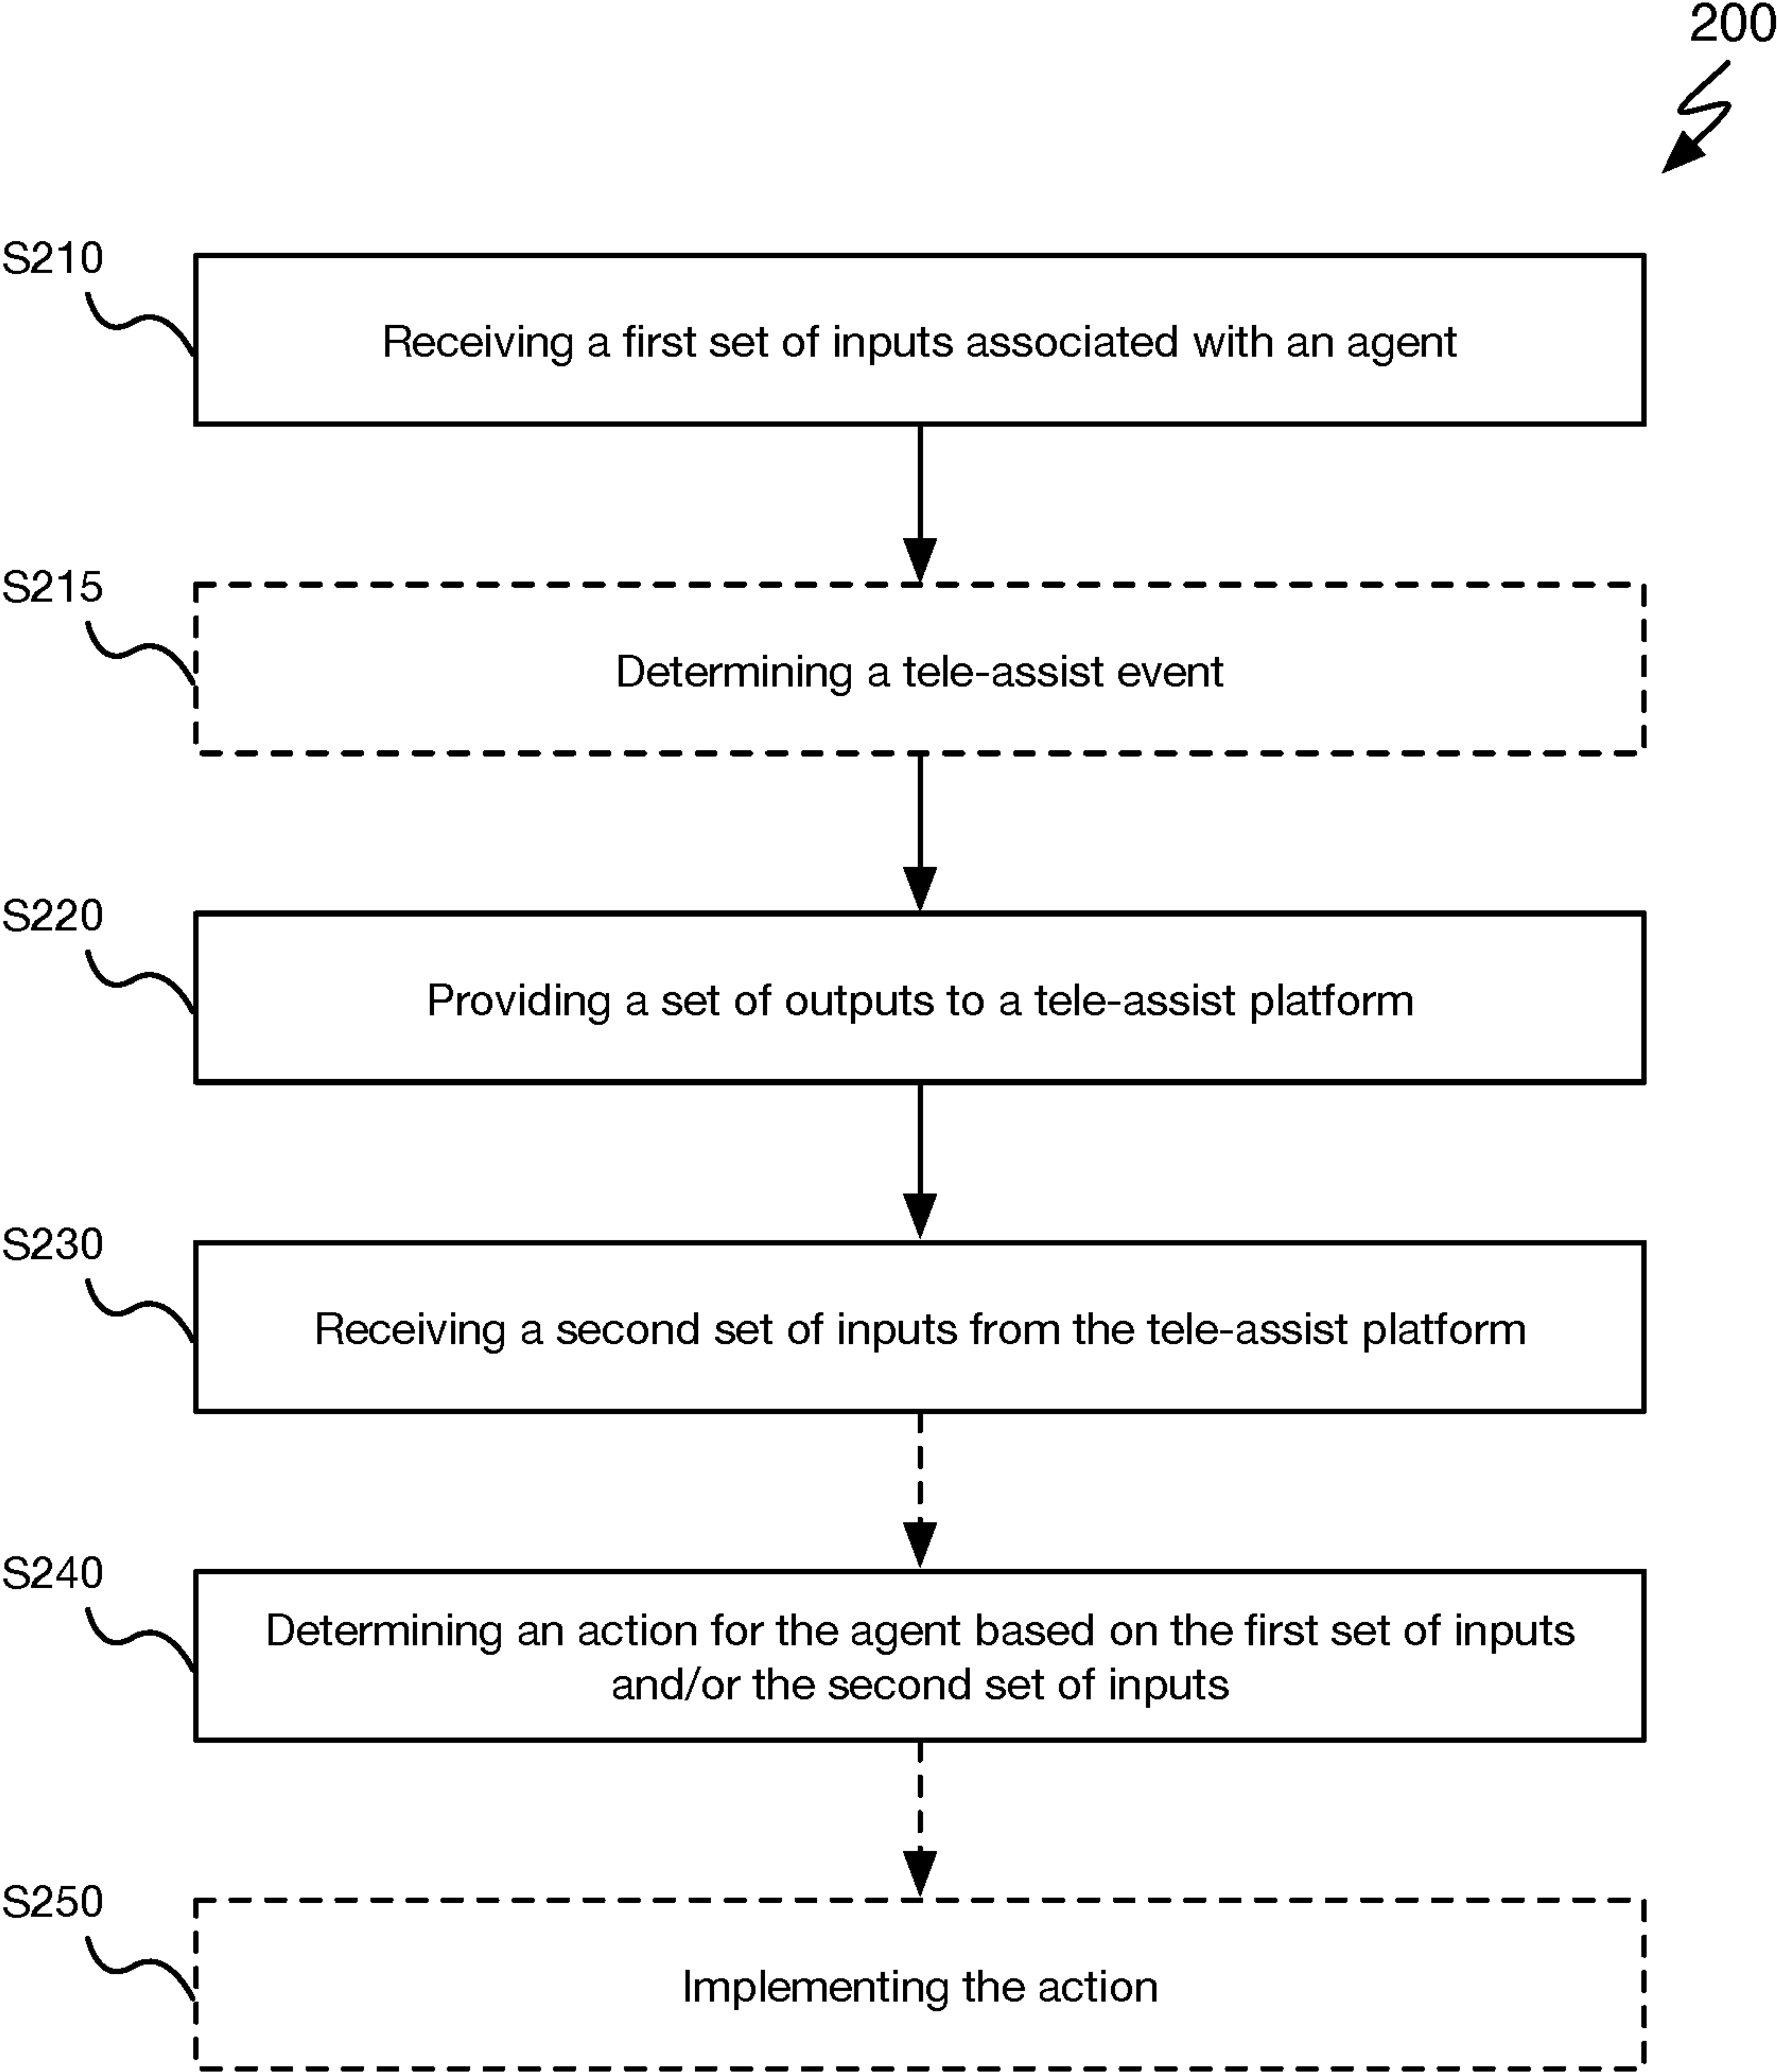 200
S210
Receiving a first set of inputs associated with an agent
S215
Determining a tele-assist event
S220
Providing a set of outputs to a tele-assist platform
S230
Receiving a second set of inputs from the tele-assist platform
S240
Determining an action for the agent based on the first set of inputs
and/or the second set of inputs
S250
Implementing the action